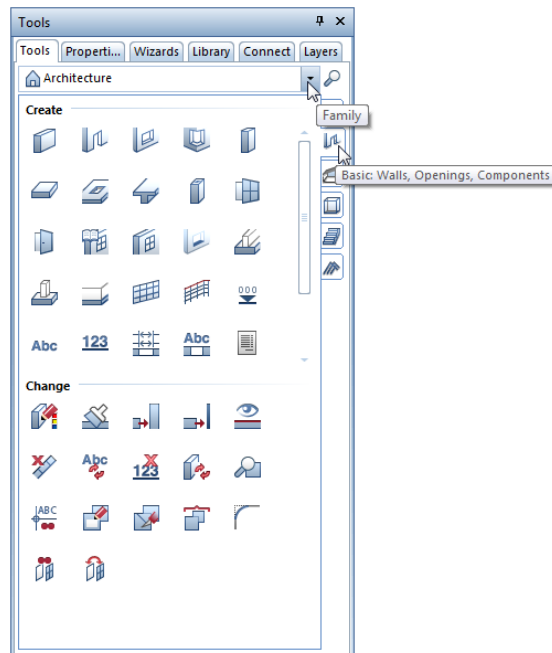 Tools
Tools Properti... Wizards Library Connect Layers
Architecture
Family
Create
Basic: Walls, Openings, Components
000
Abc 123 Abc
Change
Abc 123
ABC